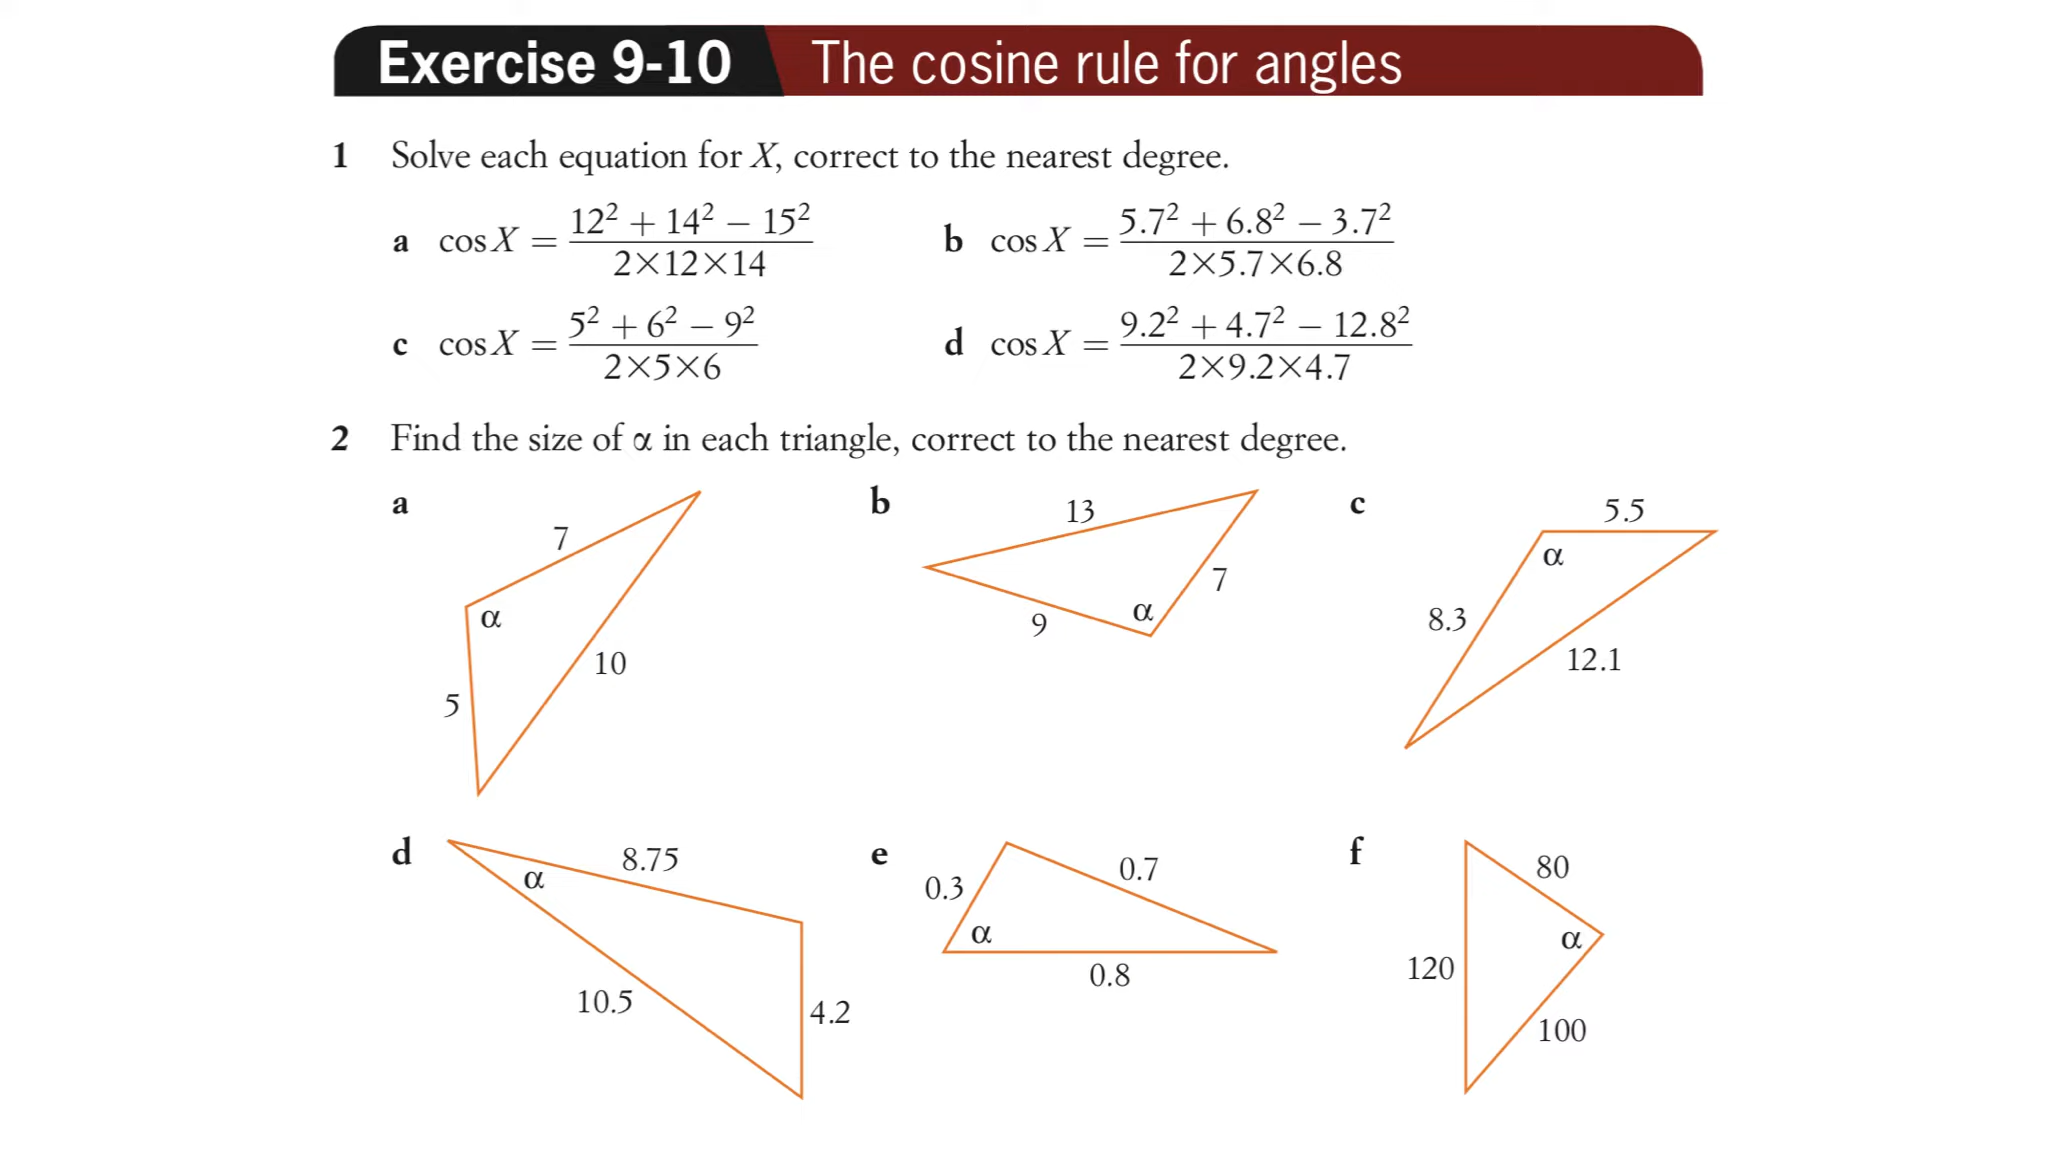 Exercise 9-10 The cosine rule for angles
1 Solve each equation for X, correct to the nearest degree.
a cos X = (12² + 14² − 15²)/(2×12×14) b cos X = (5.7² + 6.8² − 3.7²)/(2×5.7×6.8)
c cos X = (5² + 6² − 9²)/(2×5×6) d cos X = (9.2² + 4.7² − 12.8²)/(2×9.2×4.7)
2 Find the size of α in each triangle, correct to the nearest degree.
a 7 α 10 5
b 13 7 α 9
c 5.5 α 8.3 12.1
d 8.75 α 10.5 4.2
e 0.3 0.7 α 0.8
f 80 α 120 100